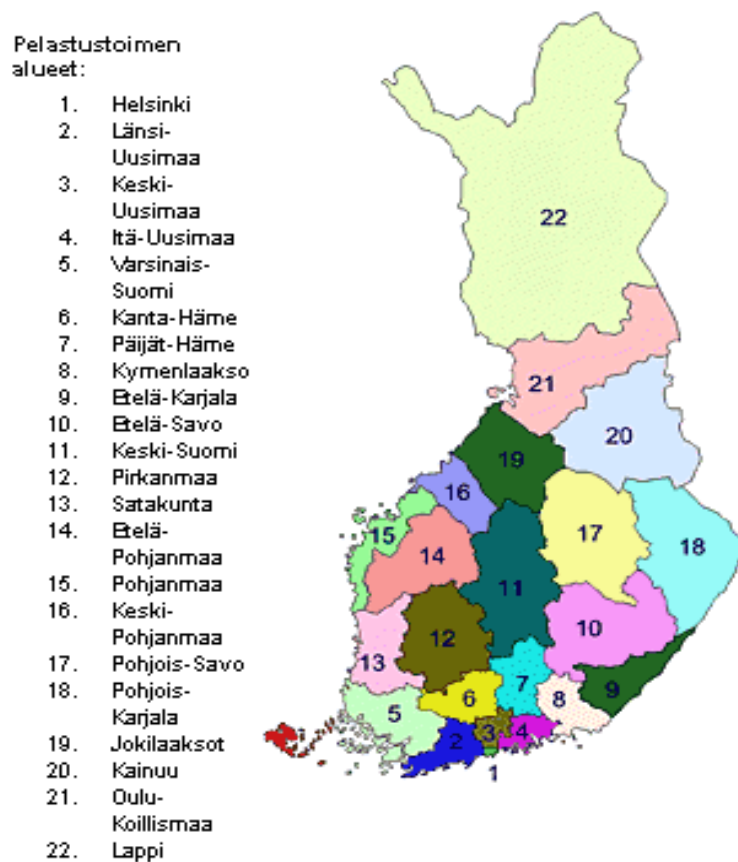 Pelastustoimen
alueet:
1. Helsinki
2. Länsi-
Uusimaa
3. Keski-
Uusimaa
4. Itä-Uusimaa
5. Varsinais-
Suomi
6. Kanta-Häme
7. Päijät-Häme
8. Kymenlaakso
9. Etelä-Karjala
10. Etelä-Savo
11. Keski-Suomi
12. Pirkanmaa
13. Satakunta
14. Etelä-
Pohjanmaa
15. Pohjanmaa
16. Keski-
Pohjanmaa
17. Pohjois-Savo
18. Pohjois-
Karjala
19. Jokilaaksot
20. Kainuu
21. Oulu-
Koillismaa
22. Lappi
22
21
20
19
16
15
17
18
14
11
10
12
13
7
6
9
8
5
4
3
2
1